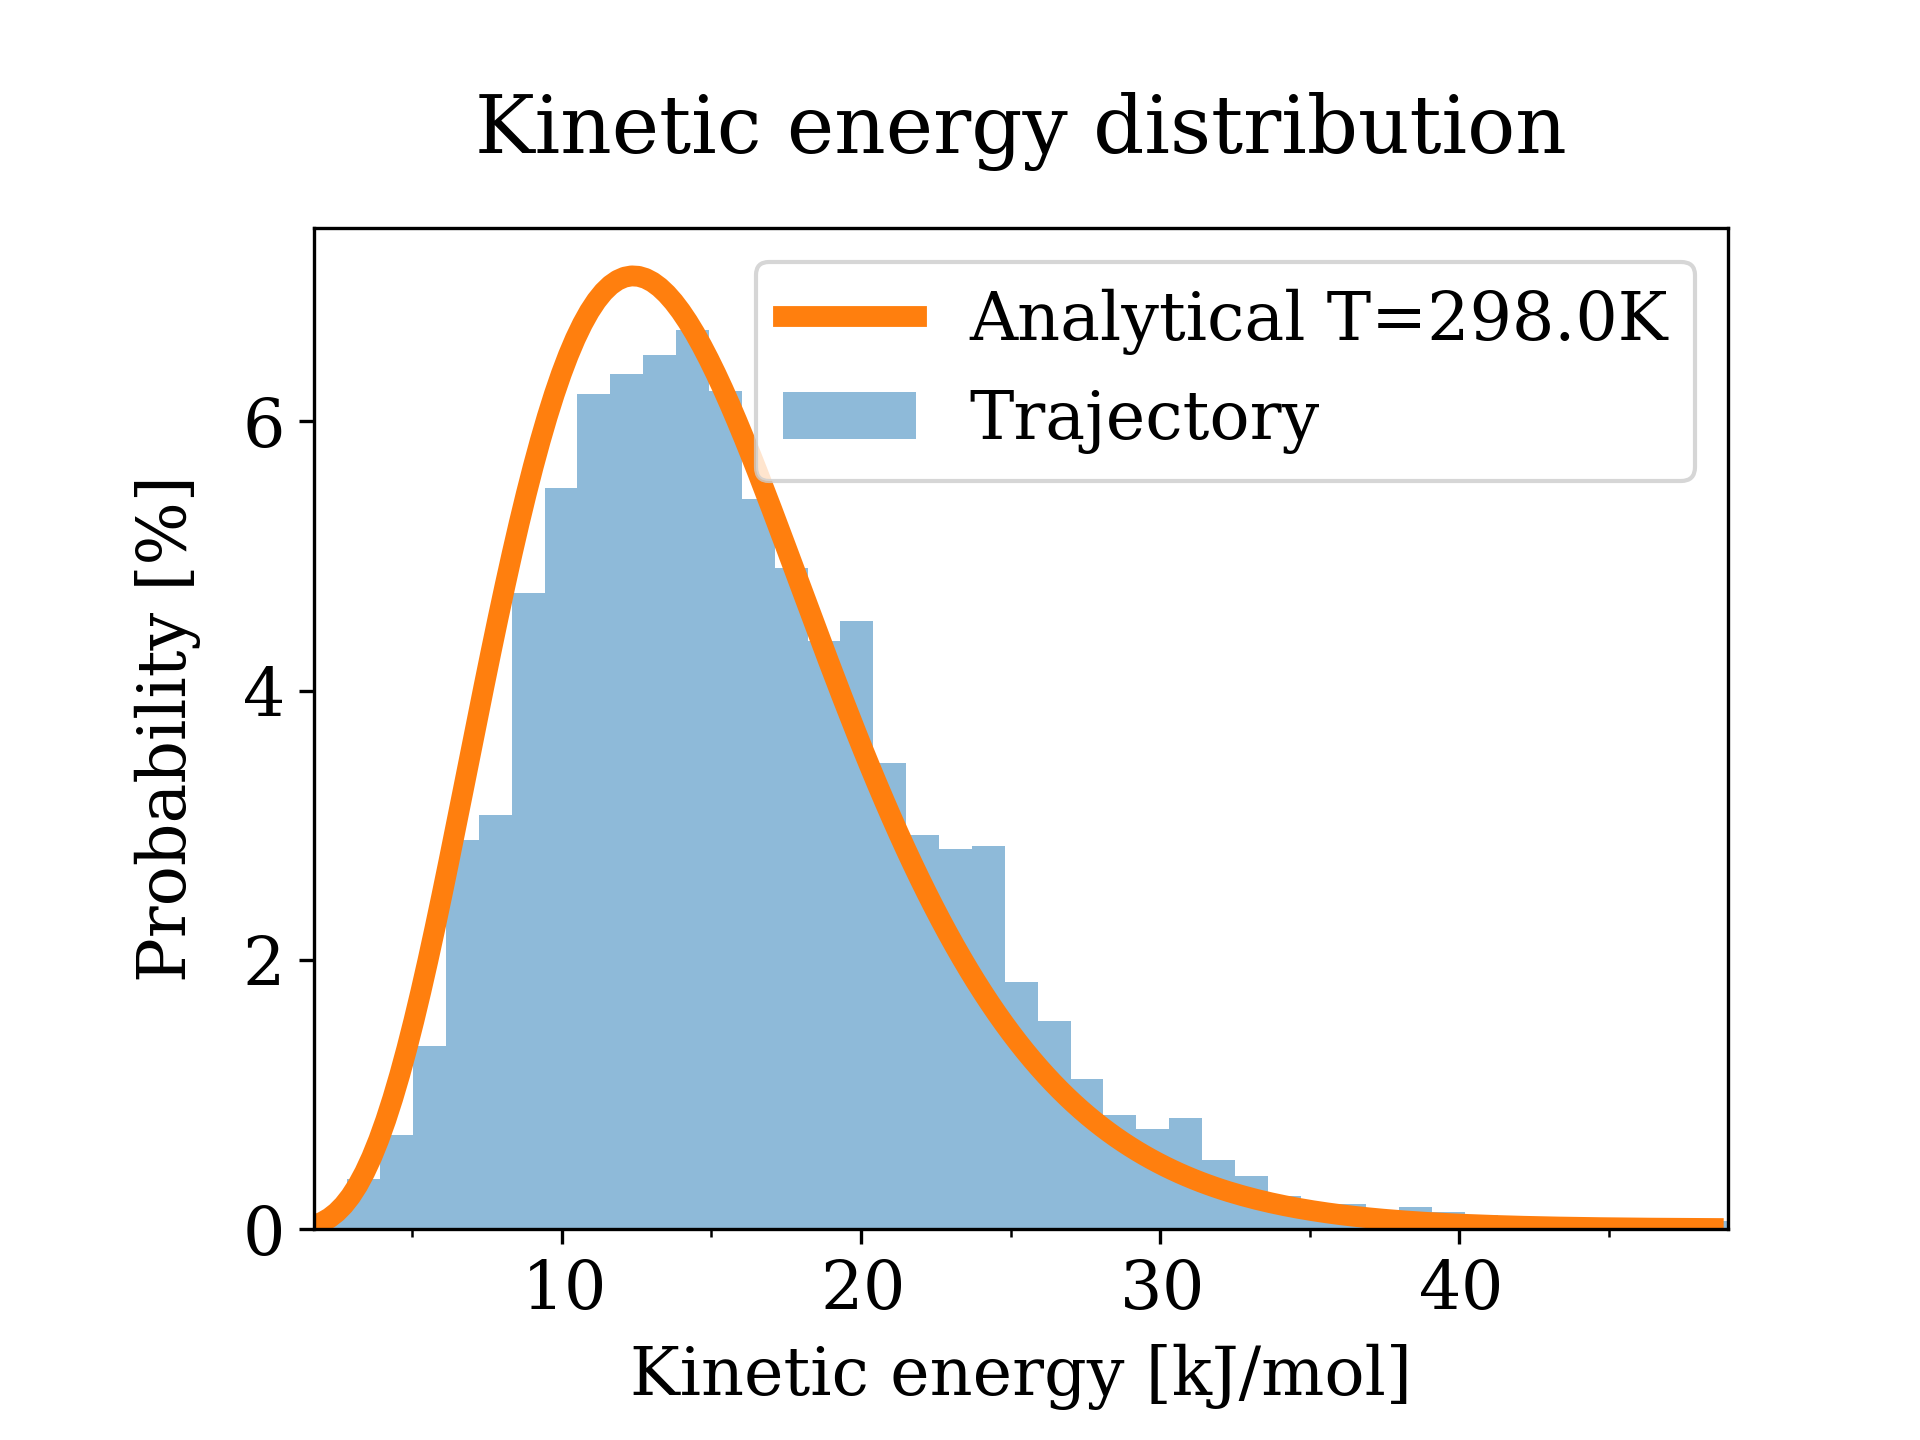 Kinetic energy distribution
Analytical T=298.0K
Trajectory
Probability [%]
6
4
2
0
10 20 30 40
Kinetic energy [kJ/mol]